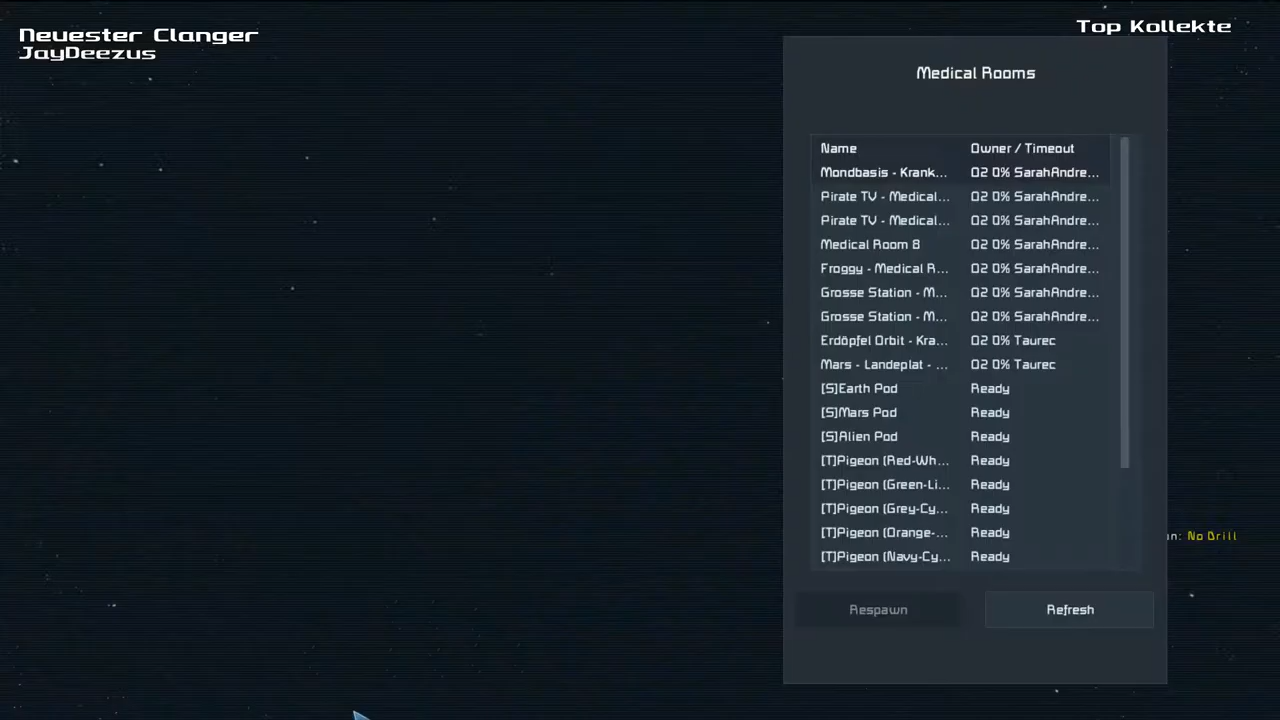 Neuester Clanger
JayDeezus
Top Kollekte
Medical Rooms
Name Owner / Timeout
Mondbasis - Krank... O2 0% SarahAndre...
Pirate TV - Medical... O2 0% SarahAndre...
Pirate TV - Medical... O2 0% SarahAndre...
Medical Room 8 O2 0% SarahAndre...
Froggy - Medical R... O2 0% SarahAndre...
Grosse Station - M... O2 0% SarahAndre...
Grosse Station - M... O2 0% SarahAndre...
Erdöpfel Orbit - Kra... O2 0% Taurec
Mars - Landeplat - ... O2 0% Taurec
[S]Earth Pod Ready
[S]Mars Pod Ready
[S]Alien Pod Ready
[T]Pigeon (Red-Wh... Ready
[T]Pigeon (Green-Li... Ready
[T]Pigeon (Grey-Cy... Ready
[T]Pigeon (Orange-... Ready
[T]Pigeon (Navy-Cy... Ready
No Drill
Respawn Refresh